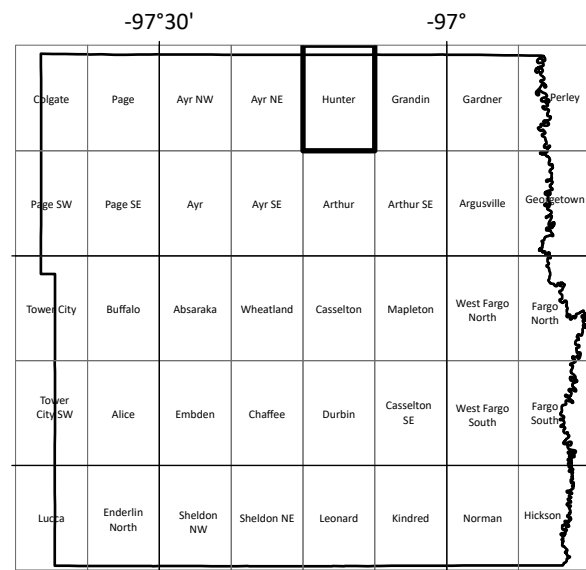 -97°30' -97°
Colgate Page Ayr NW Ayr NE Hunter Grandin Gardner Perley
Page SW Page SE Ayr Ayr SE Arthur Arthur SE Argusville Georgetown
Tower City Buffalo Absaraka Wheatland Casselton Mapleton West Fargo
North Fargo
North
Tower
City SW Alice Embden Chaffee Durbin Casselton
SE West Fargo
South Fargo
South
Lucca Enderlin
North Sheldon
NW Sheldon NE Leonard Kindred Norman Hickson